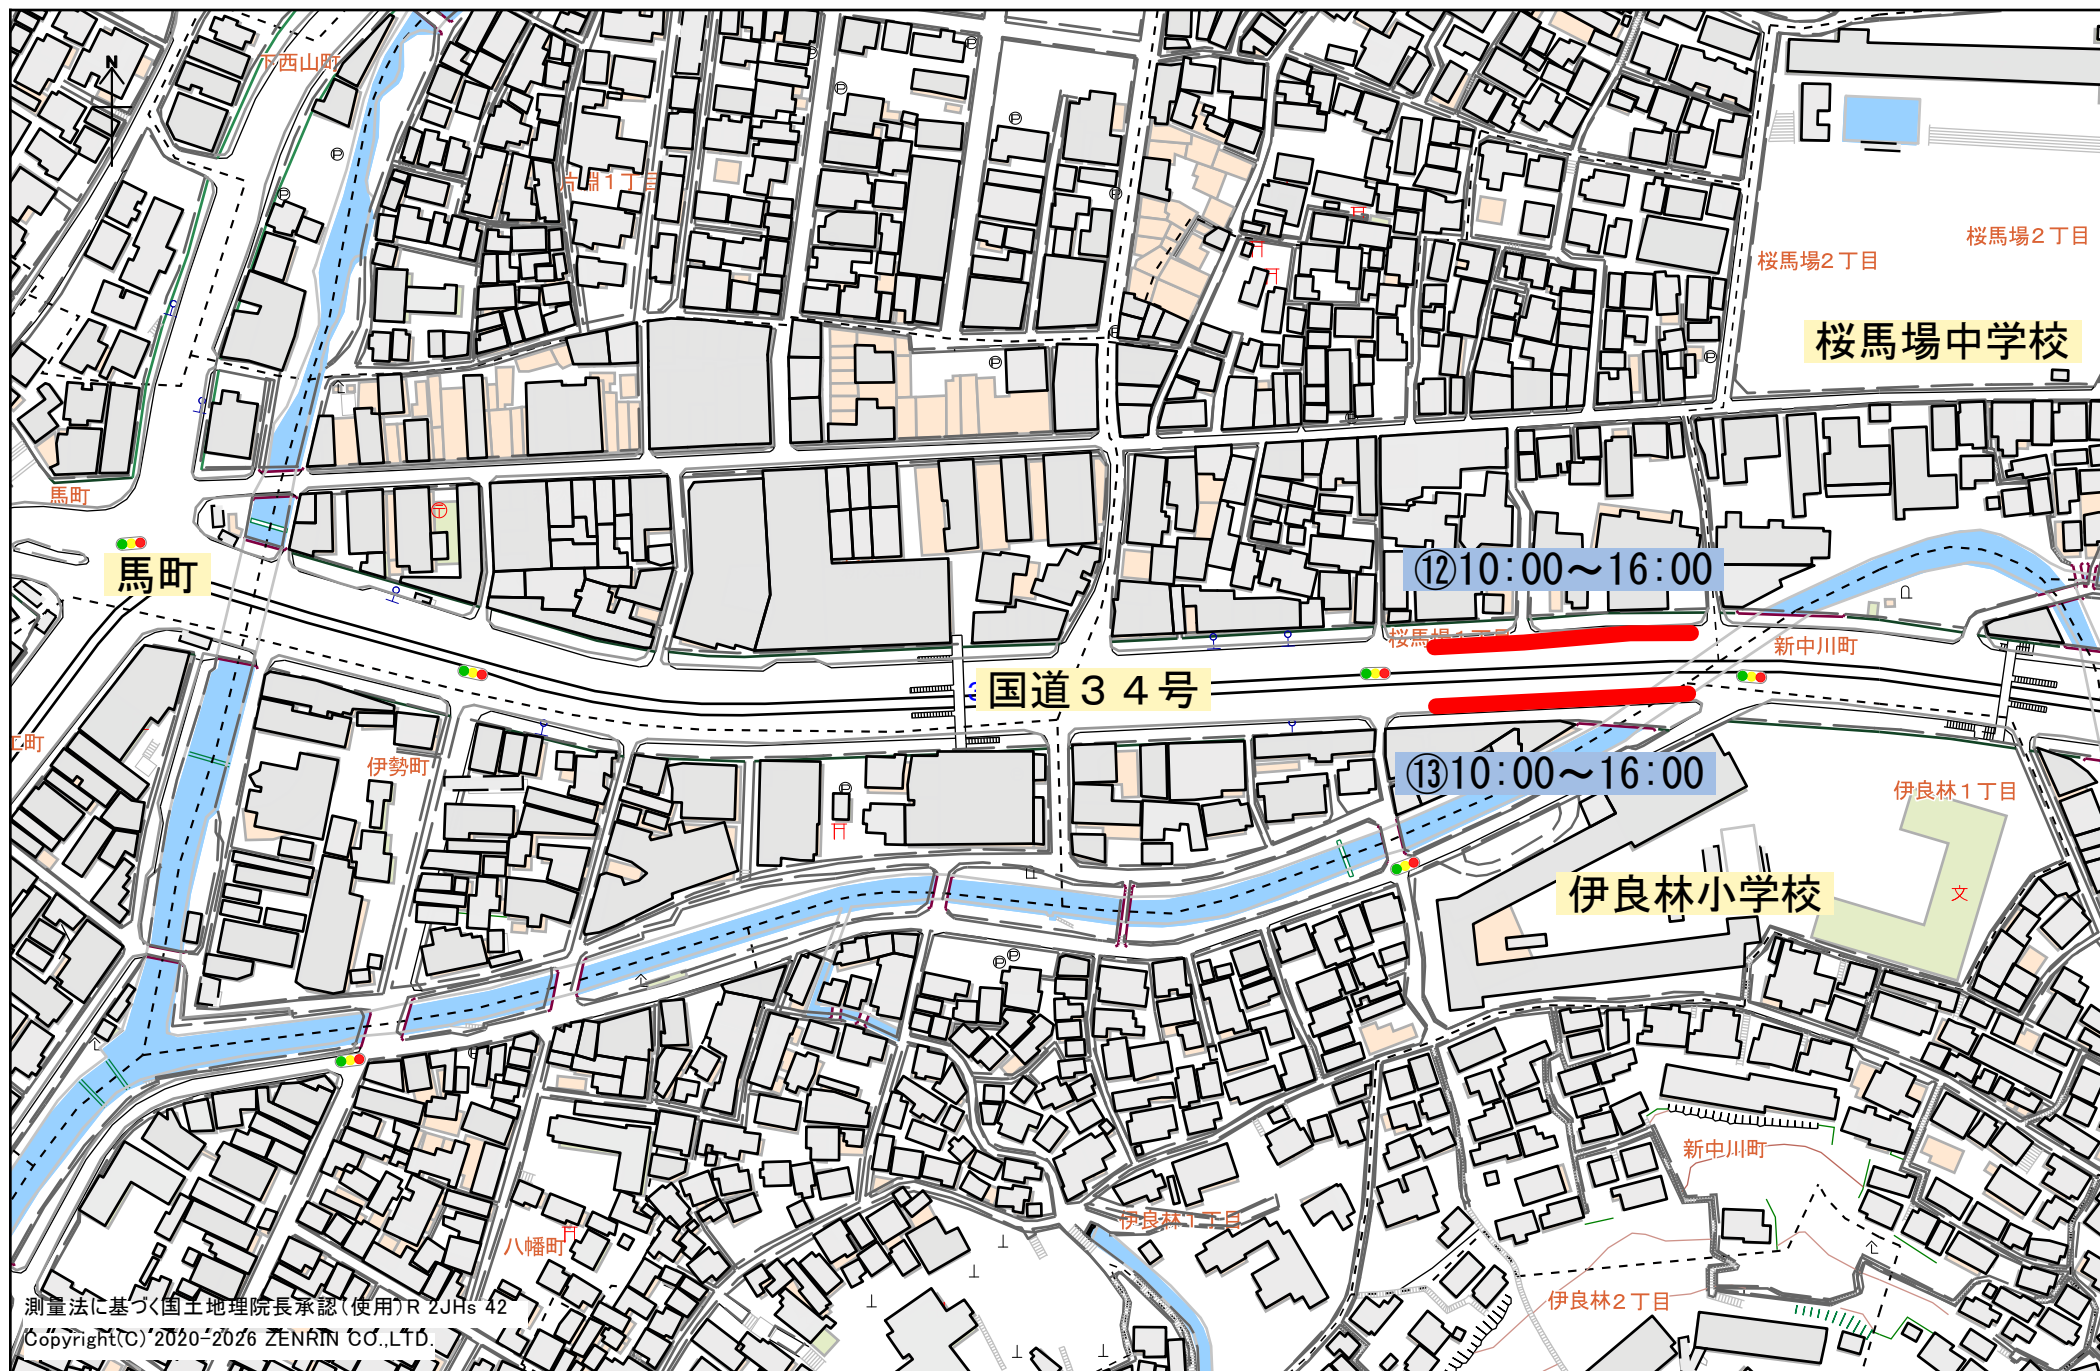 下西山町
N
片淵1丁目
桜馬場2丁目
桜馬場2丁目
桜馬場中学校
馬町
馬町
⑫10:00～16:00
新中川町
国道34号
伊勢町
⑬10:00～16:00
伊良林1丁目
伊良林小学校
文
新中川町
伊良林1丁目
八幡町
伊良林2丁目
測量法に基づく国土地理院長承認(使用)R 2JHs 42
Copyright(C) 2020-2026 ZENRIN CO.,LTD.